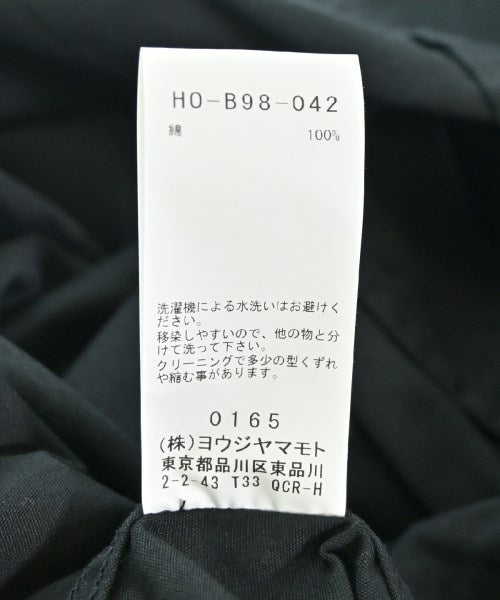 HO-B98-042
綿 100%
洗濯機による水洗いはお避けく
ださい。
移染しやすいので、他の物と分
けて洗って下さい。
クリーニングで多少の型くずれ
や縮む事があります。
0165
(株)ヨウジヤマモト
東京都品川区東品川
2-2-43 T33 QCR-H